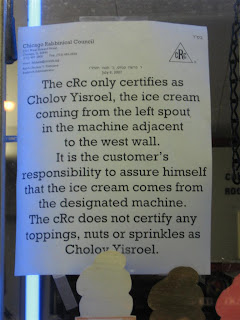 Chicago Rabbinical Council
cRc
The cRc only certifies as
Cholov Yisroel, the ice cream
coming from the left spout
in the machine adjacent
to the west wall.
It is the customer's
responsibility to assure himself
that the ice cream comes from
the designated machine.
The cRc does not certify any
toppings, nuts or sprinkles as
Cholov Yisroel.